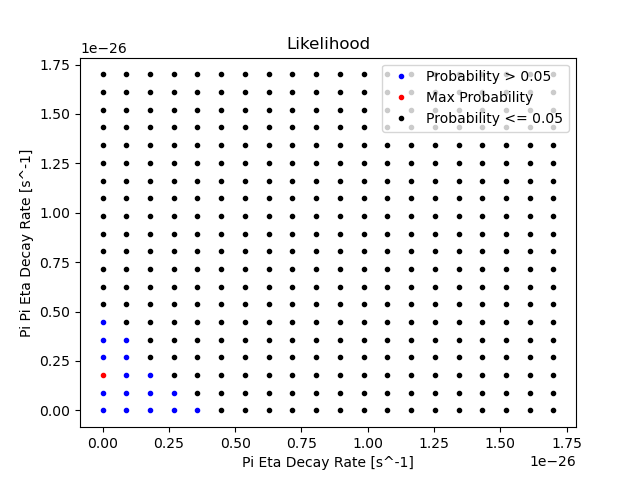 Likelihood
1e−26
Probability > 0.05
Max Probability
Probability <= 0.05
Pi Pi Eta Decay Rate [s^-1]
1.75
1.50
1.25
1.00
0.75
0.50
0.25
0.00
0.00 0.25 0.50 0.75 1.00 1.25 1.50 1.75
Pi Eta Decay Rate [s^-1]
1e−26